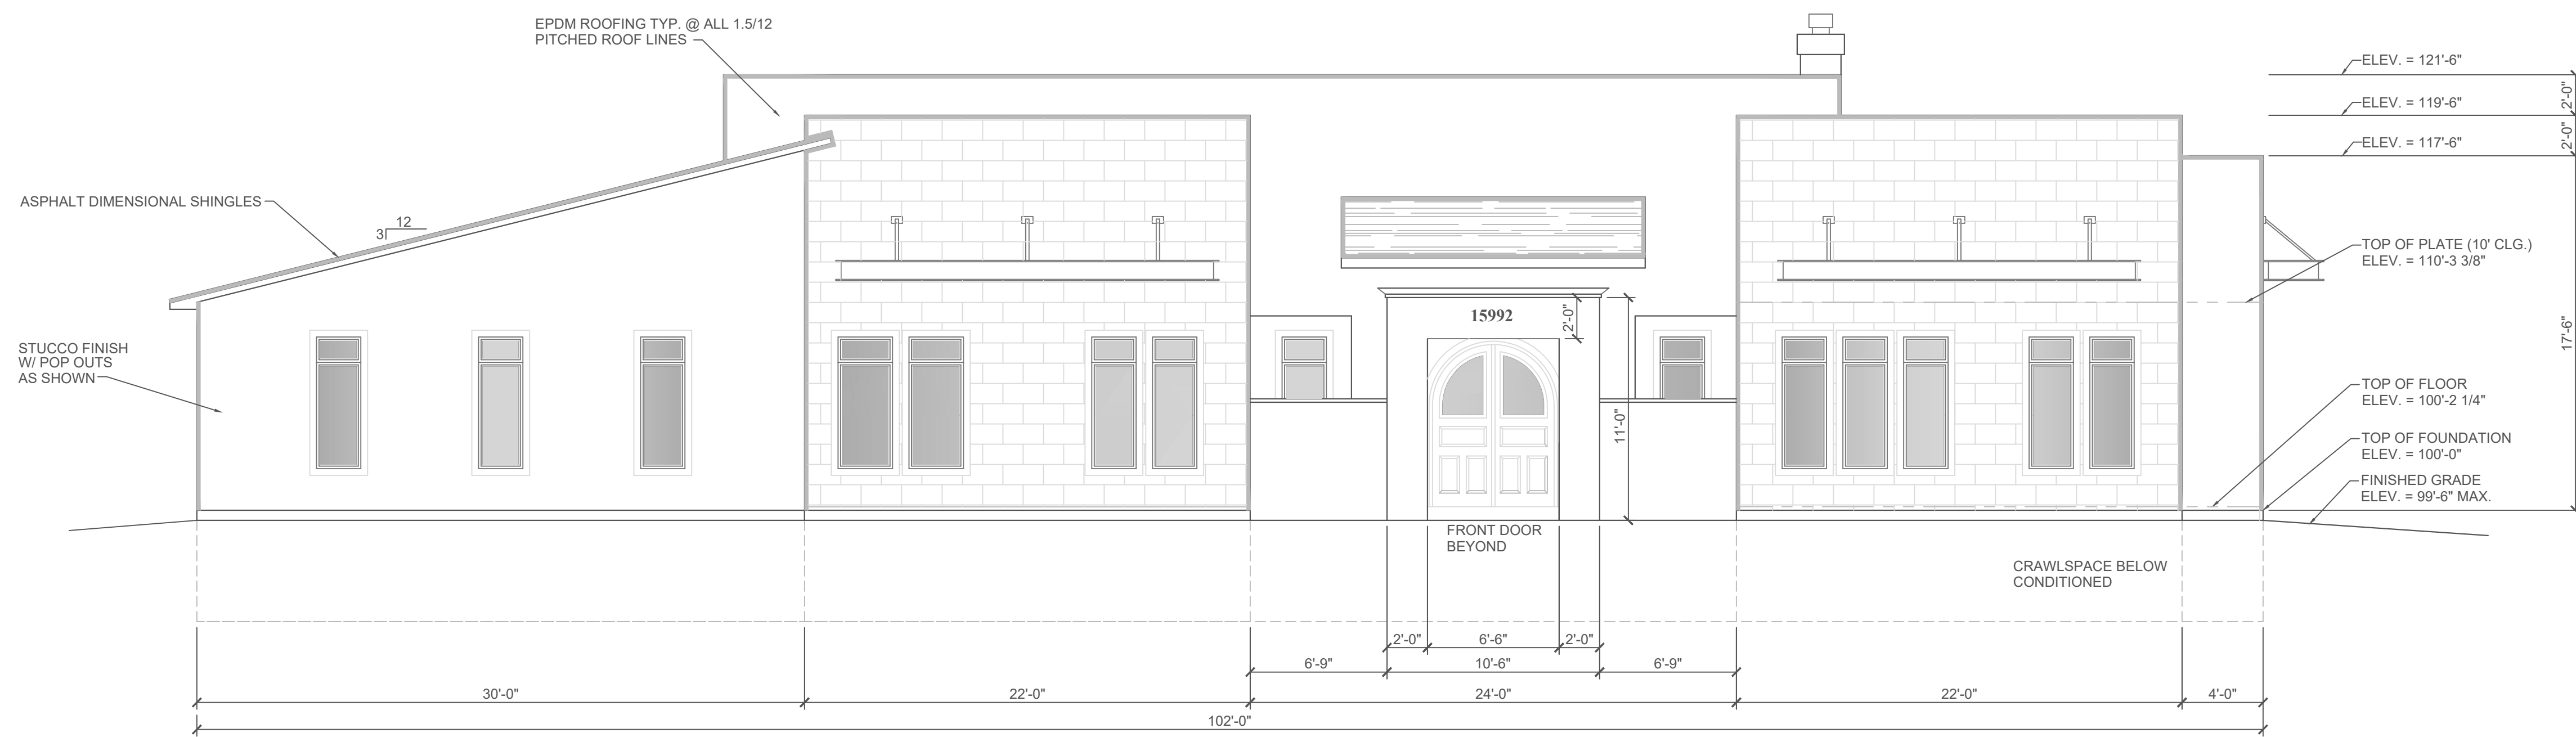 EPDM ROOFING TYP. @ ALL 1.5/12
PITCHED ROOF LINES
ELEV. = 121'-6"
2'-0"
ELEV. = 119'-6"
2'-0"
ELEV. = 117'-6"
ASPHALT DIMENSIONAL SHINGLES
12
3
TOP OF PLATE (10' CLG.)
ELEV. = 110'-3 3/8"
15992
2'-0"
17'-6"
STUCCO FINISH
W/ POP OUTS
AS SHOWN
11'-0"
TOP OF FLOOR
ELEV. = 100'-2 1/4"
TOP OF FOUNDATION
ELEV. = 100'-0"
FINISHED GRADE
ELEV. = 99'-6" MAX.
FRONT DOOR
BEYOND
CRAWLSPACE BELOW
CONDITIONED
2'-0" 6'-6" 2'-0"
6'-9" 10'-6" 6'-9"
30'-0" 22'-0" 24'-0" 22'-0" 4'-0"
102'-0"